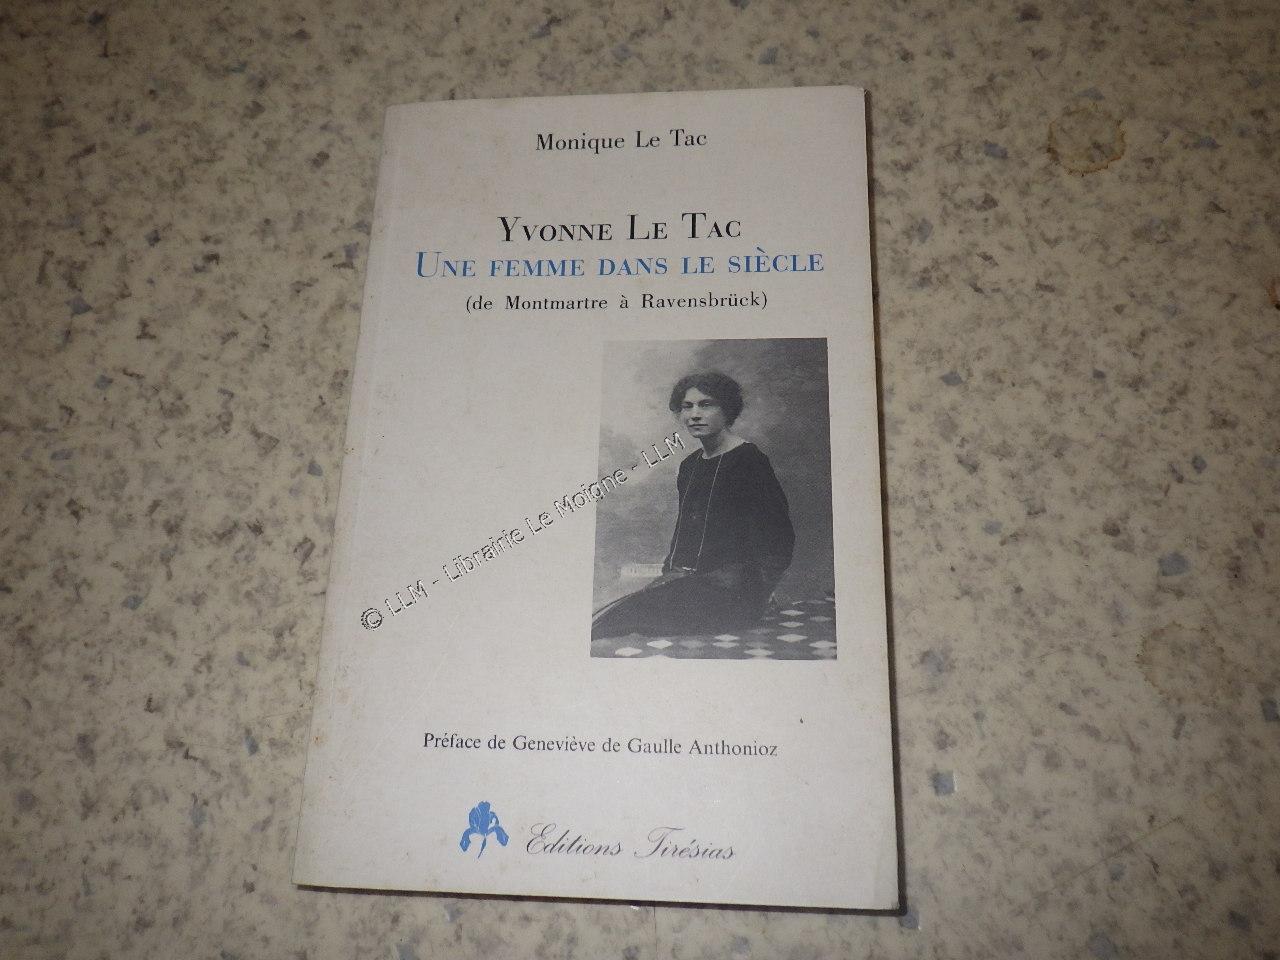 Monique Le Tac
Yvonne Le Tac
Une femme dans le siècle
(de Montmartre à Ravensbrück)
© LLM - Librairie Le Moigne - LLM
Préface de Geneviève de Gaulle Anthonioz
Editions Tirésias